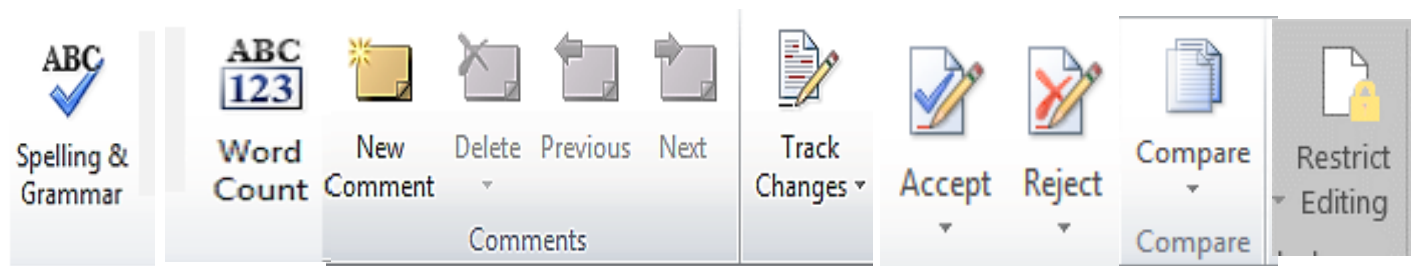 ABC
Spelling &
Grammar
ABC
123
Word
Count
New
Comment
Delete
Previous
Next
Comments
Track
Changes
Accept
Reject
Compare
Compare
Restrict
Editing